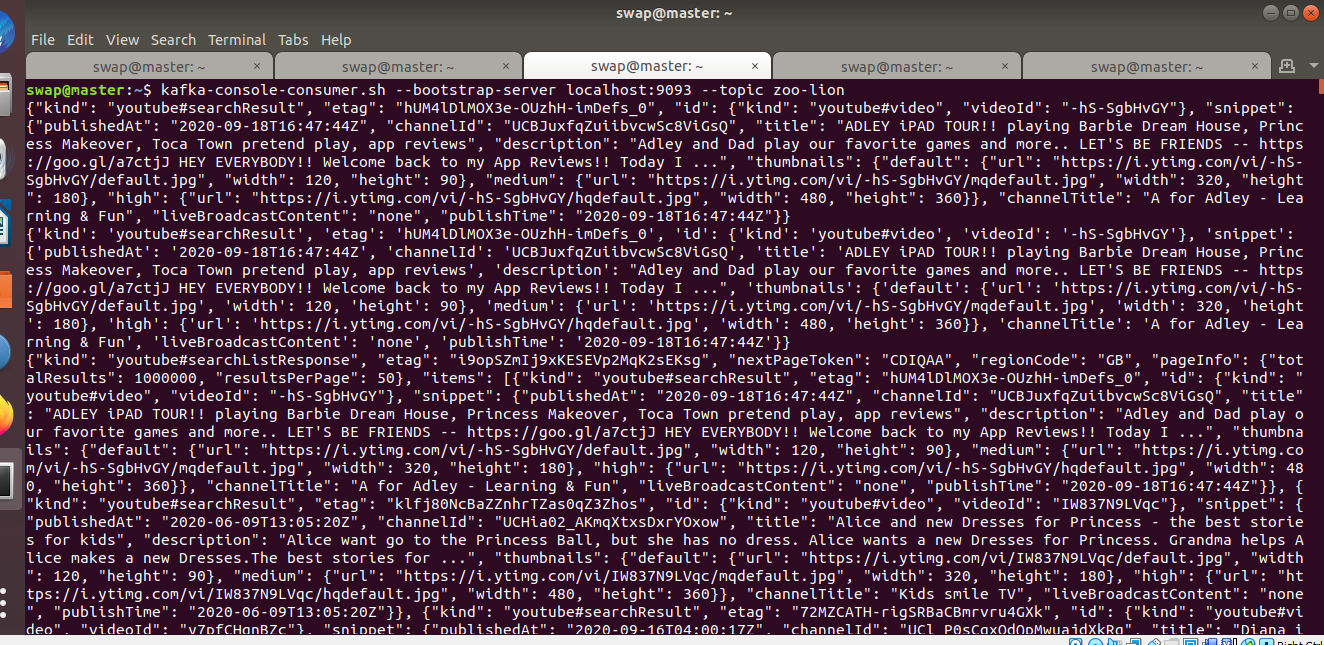 swap@master: ~
File Edit View Search Terminal Tabs Help
swap@master: ~ × swap@master: ~ × swap@master: ~ × swap@master: ~ × swap@master: ~ ×
swap@master:~$ kafka-console-consumer.sh --bootstrap-server localhost:9093 --topic zoo-lion
{"kind": "youtube#searchResult", "etag": "hUM4lDlMOX3e-OUzhH-imDefs_0", "id": {"kind": "youtube#video", "videoId": "-hS-SgbHvGY"}, "snippet":
{"publishedAt": "2020-09-18T16:47:44Z", "channelId": "UCBJuxfqZuiibvcwSc8ViGsQ", "title": "ADLEY iPAD TOUR!! playing Barbie Dream House, Princ
ess Makeover, Toca Town pretend play, app reviews", "description": "Adley and Dad play our favorite games and more.. LET'S BE FRIENDS -- https
://goo.gl/a7ctjJ HEY EVERYBODY!! Welcome back to my App Reviews!! Today I ...", "thumbnails": {"default": {"url": "https://i.ytimg.com/vi/-hS-
SgbHvGY/default.jpg", "width": 120, "height": 90}, "medium": {"url": "https://i.ytimg.com/vi/-hS-SgbHvGY/mqdefault.jpg", "width": 320, "height
": 180}, "high": {"url": "https://i.ytimg.com/vi/-hS-SgbHvGY/hqdefault.jpg", "width": 480, "height": 360}}, "channelTitle": "A for Adley - Lea
rning & Fun", "liveBroadcastContent": "none", "publishTime": "2020-09-18T16:47:44Z"}}
{'kind': 'youtube#searchResult', 'etag': 'hUM4lDlMOX3e-OUzhH-imDefs_0', 'id': {'kind': 'youtube#video', 'videoId': '-hS-SgbHvGY'}, 'snippet':
{'publishedAt': '2020-09-18T16:47:44Z', 'channelId': 'UCBJuxfqZuiibvcwSc8ViGsQ', 'title': 'ADLEY iPAD TOUR!! playing Barbie Dream House, Princ
ess Makeover, Toca Town pretend play, app reviews', 'description': "Adley and Dad play our favorite games and more.. LET'S BE FRIENDS -- https
://goo.gl/a7ctjJ HEY EVERYBODY!! Welcome back to my App Reviews!! Today I ...", 'thumbnails': {'default': {'url': 'https://i.ytimg.com/vi/-hS-
SgbHvGY/default.jpg', 'width': 120, 'height': 90}, 'medium': {'url': 'https://i.ytimg.com/vi/-hS-SgbHvGY/mqdefault.jpg', 'width': 320, 'height
': 180}, 'high': {'url': 'https://i.ytimg.com/vi/-hS-SgbHvGY/hqdefault.jpg', 'width': 480, 'height': 360}}, 'channelTitle': 'A for Adley - Lea
rning & Fun', 'liveBroadcastContent': 'none', 'publishTime': '2020-09-18T16:47:44Z'}}
{"kind": "youtube#searchListResponse", "etag": "i9opSZmIj9xKESEVp2MqK2sEKsg", "nextPageToken": "CDIQAA", "regionCode": "GB", "pageInfo": {"tot
alResults": 1000000, "resultsPerPage": 50}, "items": [{"kind": "youtube#searchResult", "etag": "hUM4lDlMOX3e-OUzhH-imDefs_0", "id": {"kind": "
youtube#video", "videoId": "-hS-SgbHvGY"}, "snippet": {"publishedAt": "2020-09-18T16:47:44Z", "channelId": "UCBJuxfqZuiibvcwSc8ViGsQ", "title"
: "ADLEY iPAD TOUR!! playing Barbie Dream House, Princess Makeover, Toca Town pretend play, app reviews", "description": "Adley and Dad play o
ur favorite games and more.. LET'S BE FRIENDS -- https://goo.gl/a7ctjJ HEY EVERYBODY!! Welcome back to my App Reviews!! Today I ...", "thumbna
ils": {"default": {"url": "https://i.ytimg.com/vi/-hS-SgbHvGY/default.jpg", "width": 120, "height": 90}, "medium": {"url": "https://i.ytimg.co
m/vi/-hS-SgbHvGY/mqdefault.jpg", "width": 320, "height": 180}, "high": {"url": "https://i.ytimg.com/vi/-hS-SgbHvGY/hqdefault.jpg", "width": 48
0, "height": 360}}, "channelTitle": "A for Adley - Learning & Fun", "liveBroadcastContent": "none", "publishTime": "2020-09-18T16:47:44Z"}}, {
"kind": "youtube#searchResult", "etag": "klfj80NcBaZZnhrTZas0qZ3Zhos", "id": {"kind": "youtube#video", "videoId": "IW837N9LVqc"}, "snippet": {
"publishedAt": "2020-06-09T13:05:20Z", "channelId": "UCHia02_AKmqXtxsDxrYOxow", "title": "Alice and new Dresses for Princess - the best storie
s for kids", "description": "Alice want go to the Princess Ball, but she has no dress. Alice wants a new Dresses for Princess. Grandma helps A
lice makes a new Dresses.The best stories for ...", "thumbnails": {"default": {"url": "https://i.ytimg.com/vi/IW837N9LVqc/default.jpg", "width
": 120, "height": 90}, "medium": {"url": "https://i.ytimg.com/vi/IW837N9LVqc/mqdefault.jpg", "width": 320, "height": 180}, "high": {"url": "ht
tps://i.ytimg.com/vi/IW837N9LVqc/hqdefault.jpg", "width": 480, "height": 360}}, "channelTitle": "Kids smile TV", "liveBroadcastContent": "none
", "publishTime": "2020-06-09T13:05:20Z"}}, {"kind": "youtube#searchResult", "etag": "72MZCATH-rigSRBaCBmrvru4GXk", "id": {"kind": "youtube#vi
deo", "videoId": "v7pfCHgnBZc"}, "snippet": {"publishedAt": "2020-09-16T04:00:17Z", "channelId": "UCl_P0sCgxOdOpMwuajdXkRg", "title": "Diana i
Right Ctrl